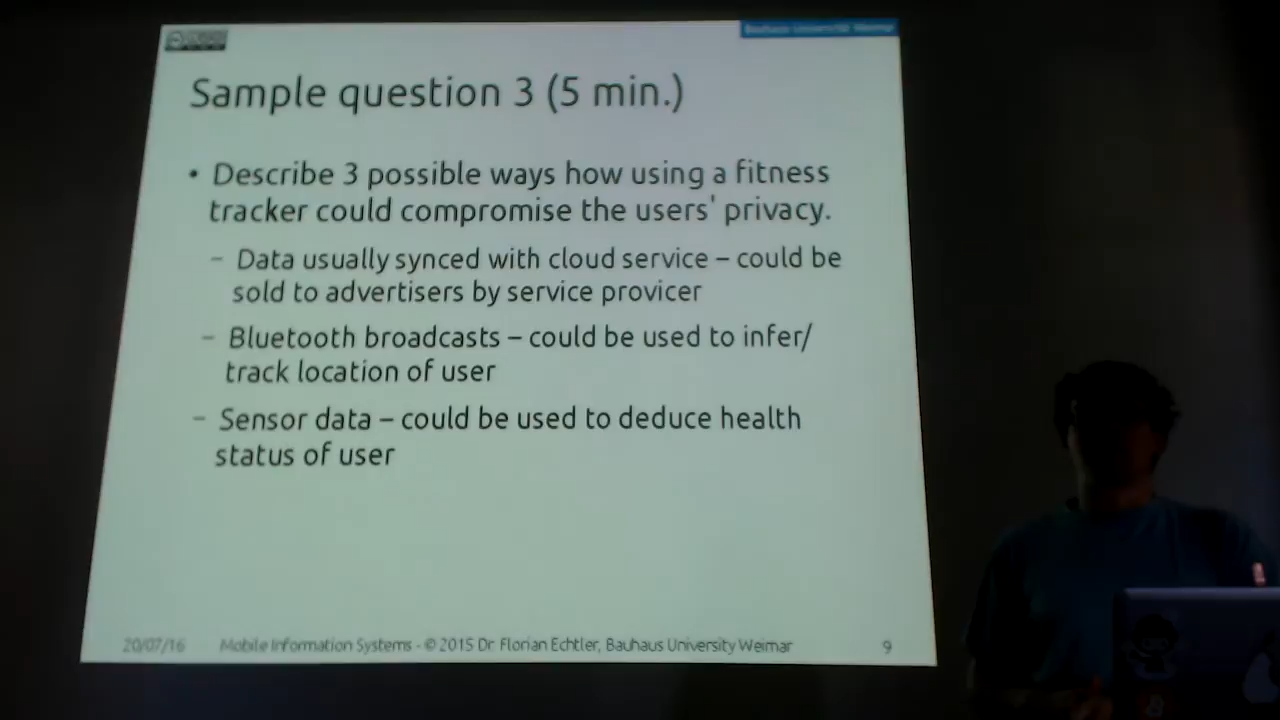 Bauhaus-Universität Weimar
Sample question 3 (5 min.)
• Describe 3 possible ways how using a fitness
tracker could compromise the users' privacy.
– Data usually synced with cloud service – could be
sold to advertisers by service provicer
– Bluetooth broadcasts – could be used to infer/
track location of user
– Sensor data – could be used to deduce health
status of user
20/07/16 Mobile Information Systems - © 2015 Dr. Florian Echtler, Bauhaus University Weimar 9